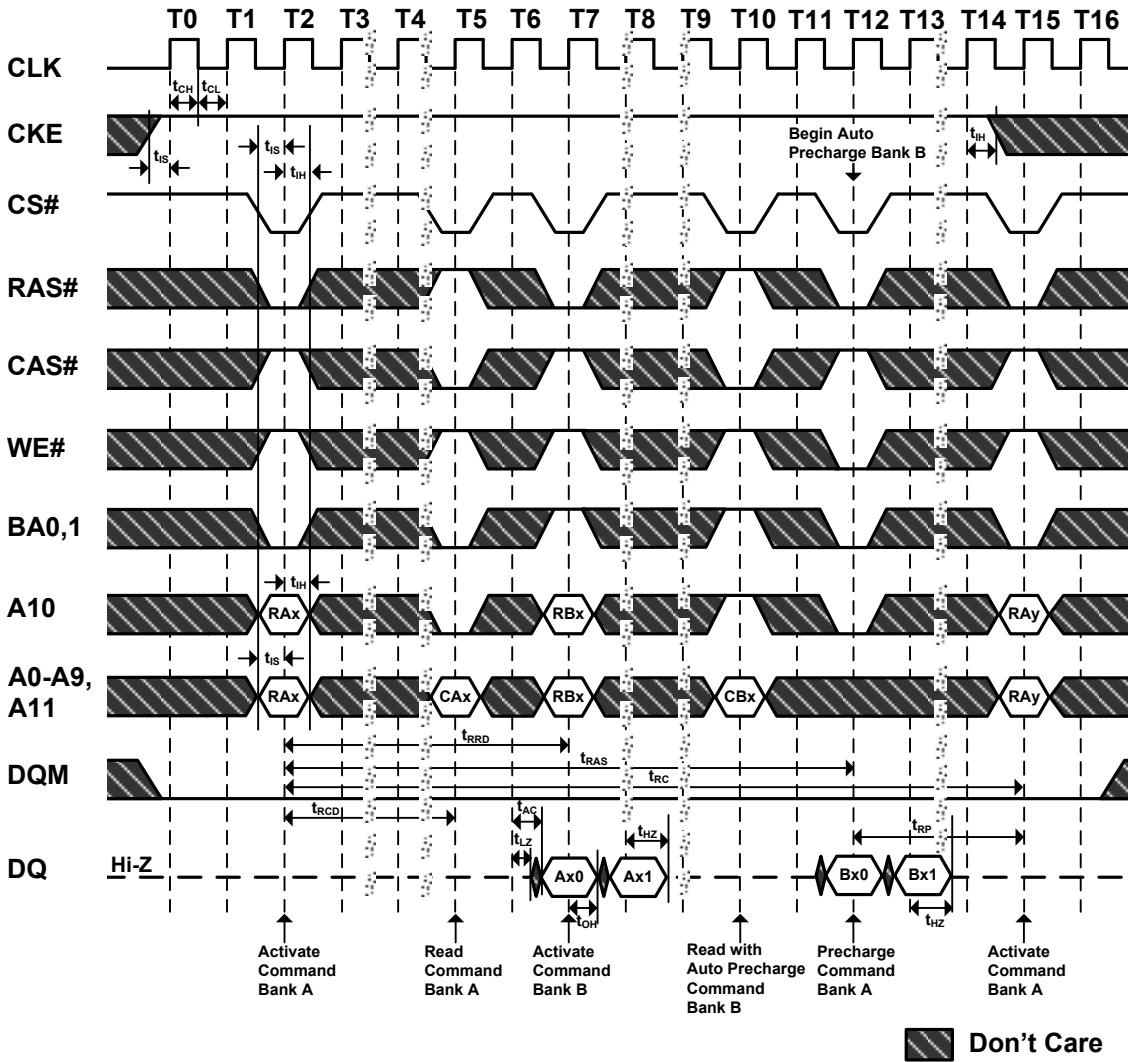 T0 T1 T2 T3 T4 T5 T6 T7 T8 T9 T10 T11 T12 T13 T14 T15 T16
CLK
tCH tCL
CKE
tIS
tIS
tIH
Begin Auto
Precharge Bank B
tIH
CS#
RAS#
CAS#
WE#
BA0,1
tIH
A10
RAx RBx RAy
tIS
A0-A9,
A11
RAx CAx RBx CBx RAy
tRRD
tRAS
DQM
tRC
tRCD
tAC
tLZ
tHZ
tRP
DQ
Hi-Z
Ax0 Ax1 Bx0 Bx1
tOH
tHZ
Activate
Command
Bank A
Read
Command
Bank A
Activate
Command
Bank B
Read with
Auto Precharge
Command
Bank B
Precharge
Command
Bank A
Activate
Command
Bank A
Don't Care